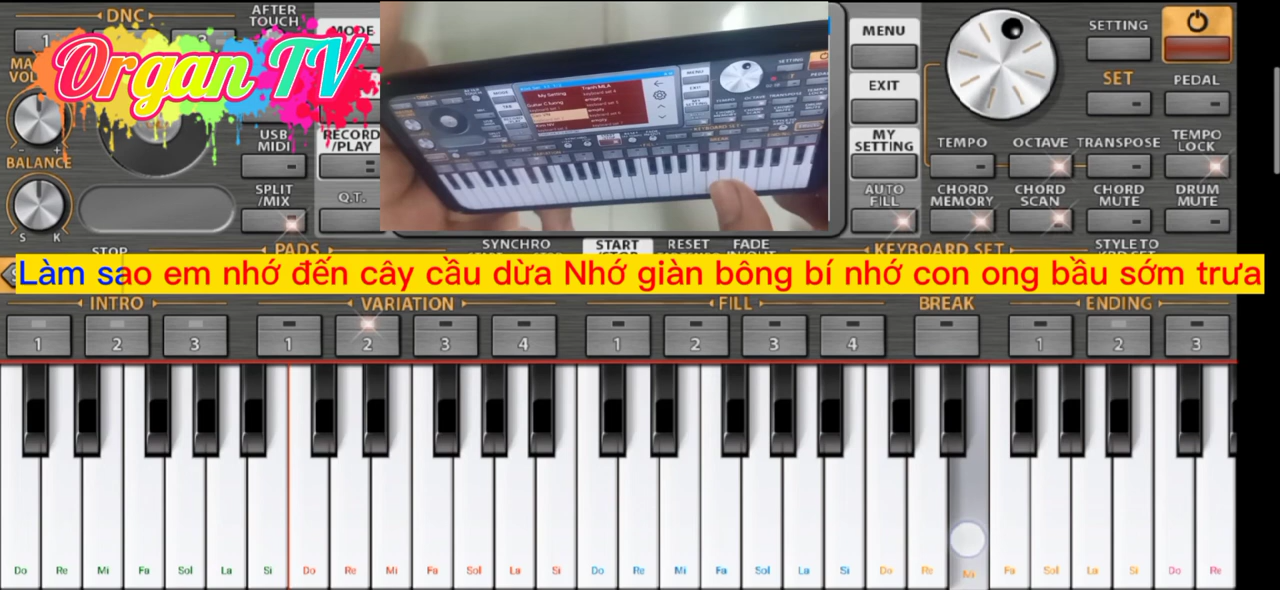 DNC
AFTER TOUCH
MODE
Organ TV
BALANCE
S K
USB MIDI
RECORD /PLAY
SPLIT /MIX
Q.T.
MENU
EXIT
MY SETTING
AUTO FILL
SETTING
SET
PEDAL
TEMPO OCTAVE TRANSPOSE TEMPO LOCK
CHORD MEMORY CHORD SCAN CHORD MUTE DRUM MUTE
STOP PADS SYNCHRO START RESET FADE KEYBOARD SET STYLE TO
Làm sao em nhớ đến cây cầu dừa Nhớ giàn bông bí nhớ con ong bầu sớm trưa
INTRO VARIATION FILL BREAK ENDING
1 2 3 1 2 3 4 1 2 3 4 1 2 3
Do Re Mi Fa Sol La Si Do Re Mi Fa Sol La Si Do Re Mi Fa Sol La Si Do Re Mi Fa Sol La Si Do Re